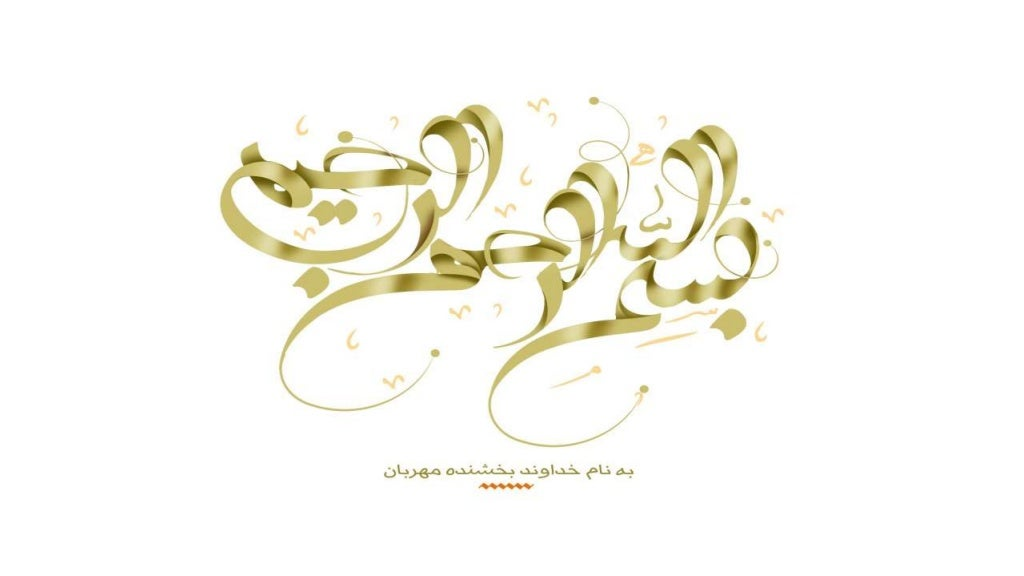 بسم الله الرحمن الرحیم
به نام خداوند بخشنده مهربان